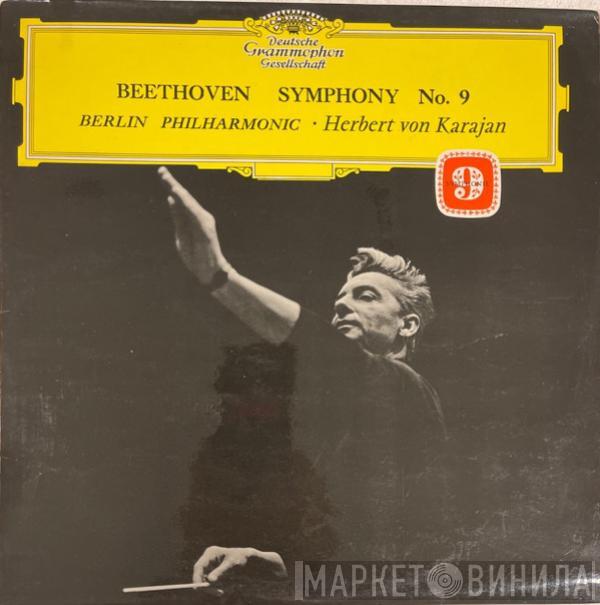 Deutsche
Grammophon
Gesellschaft
BEETHOVEN SYMPHONY No. 9
BERLIN PHILHARMONIC · Herbert von Karajan
9
МАРКЕТ ВИНИЛА